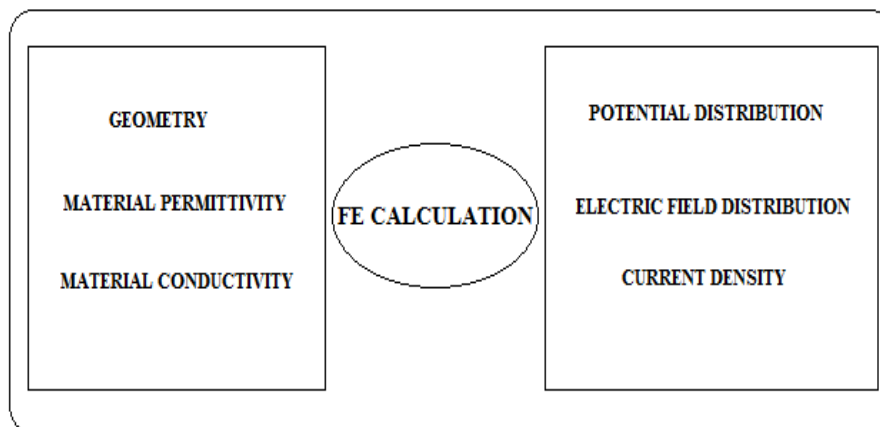 GEOMETRY
MATERIAL PERMITTIVITY
MATERIAL CONDUCTIVITY
FE CALCULATION
POTENTIAL DISTRIBUTION
ELECTRIC FIELD DISTRIBUTION
CURRENT DENSITY